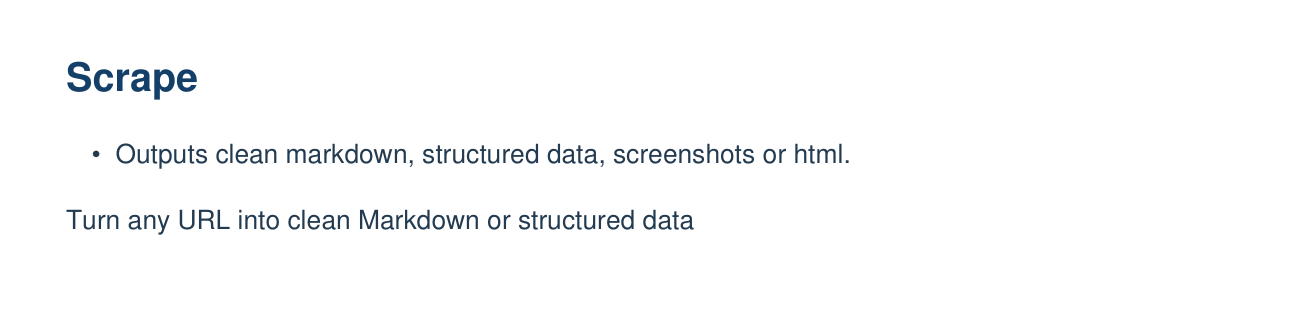 Scrape
• Outputs clean markdown, structured data, screenshots or html.
Turn any URL into clean Markdown or structured data